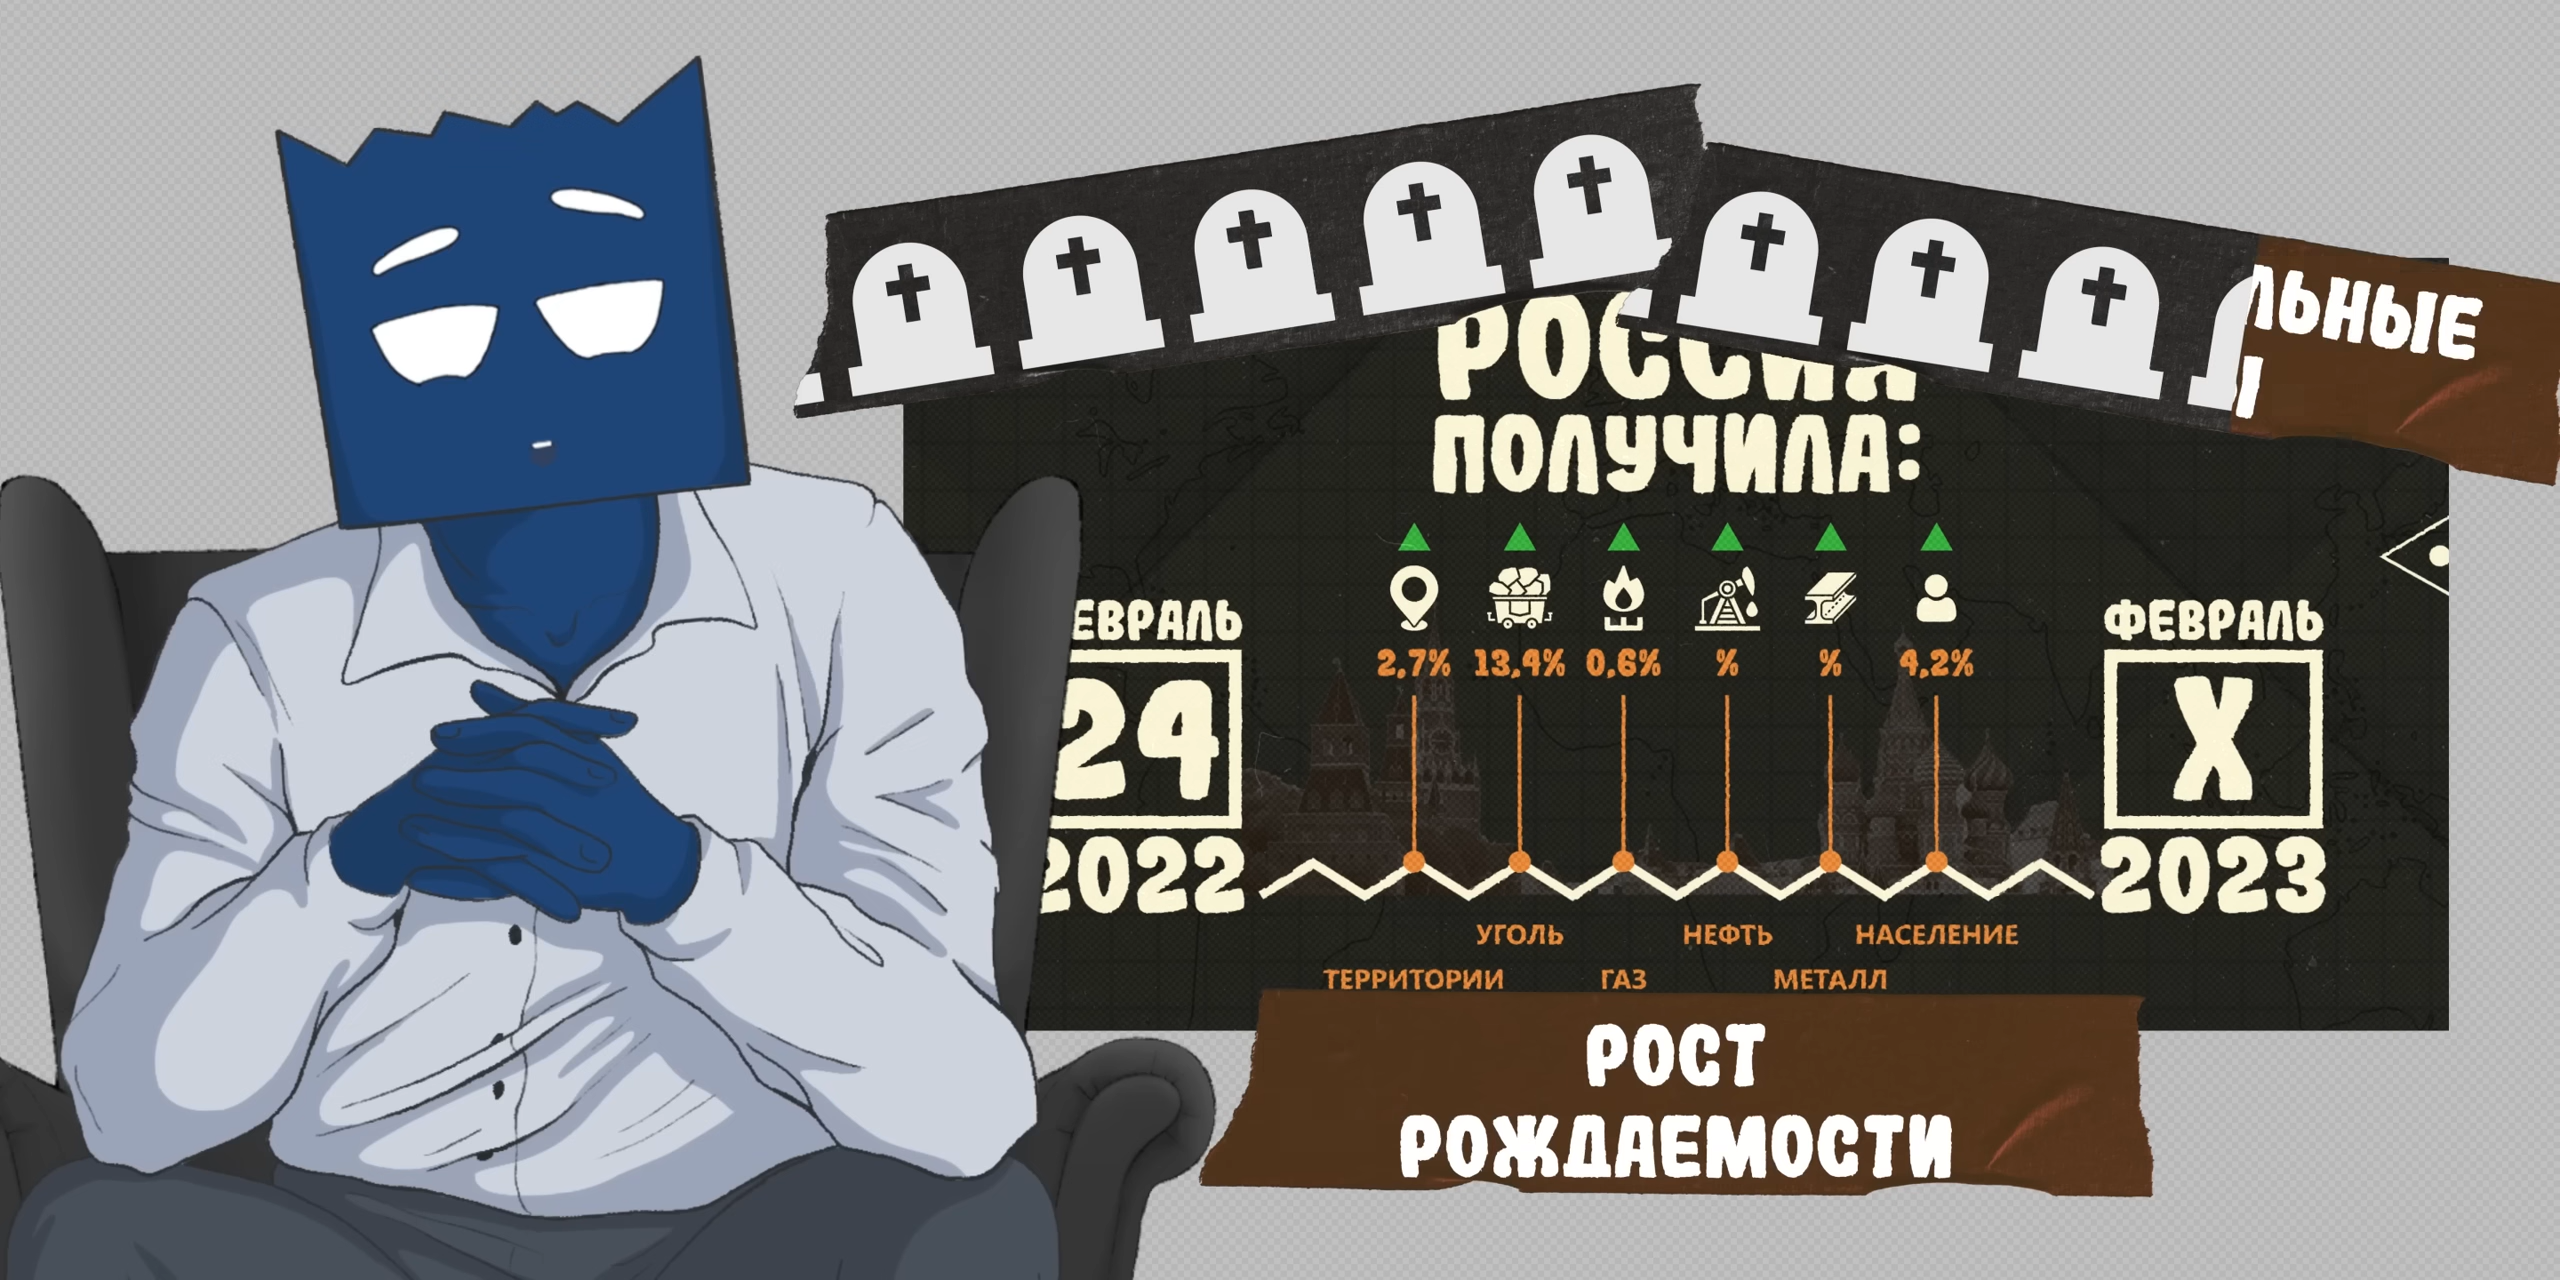 ЛЬНЫЕ
Ы
РОССИЯ
ПОЛУЧИЛА:
2,7% 13,4% 0,6% % % 4,2%
ЕВРАЛЬ
24
2022
ФЕВРАЛЬ
X
2023
УГОЛЬ НЕФТЬ НАСЕЛЕНИЕ
ТЕРРИТОРИИ ГАЗ МЕТАЛЛ
РОСТ
РОЖДАЕМОСТИ